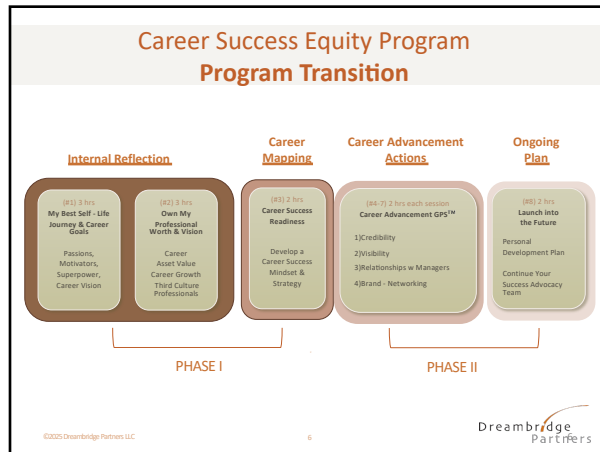 Career Success Equity Program
Program Transition
Internal Reflection
Career
Mapping
Career Advancement
Actions
Ongoing
Plan
(#1) 3 hrs
My Best Self - Life
Journey & Career
Goals
Passions,
Motivators,
Superpower,
Career Vision
(#2) 3 hrs
Own My
Professional
Worth & Vision
Career
Asset Value
Career Growth
Third Culture
Professionals
(#3) 2 hrs
Career Success
Readiness
Develop a
Career Success
Mindset &
Strategy
(#4-7) 2 hrs each session
Career Advancement GPS™
1)Credibility
2)Visibility
3)Relationships w Managers
4)Brand - Networking
(#8) 2 hrs
Launch into
the Future
Personal
Development Plan
Continue Your
Success Advocacy
Team
PHASE I
PHASE II
©2025 Dreambridge Partners LLC
6
Dreambridge
Partners
6